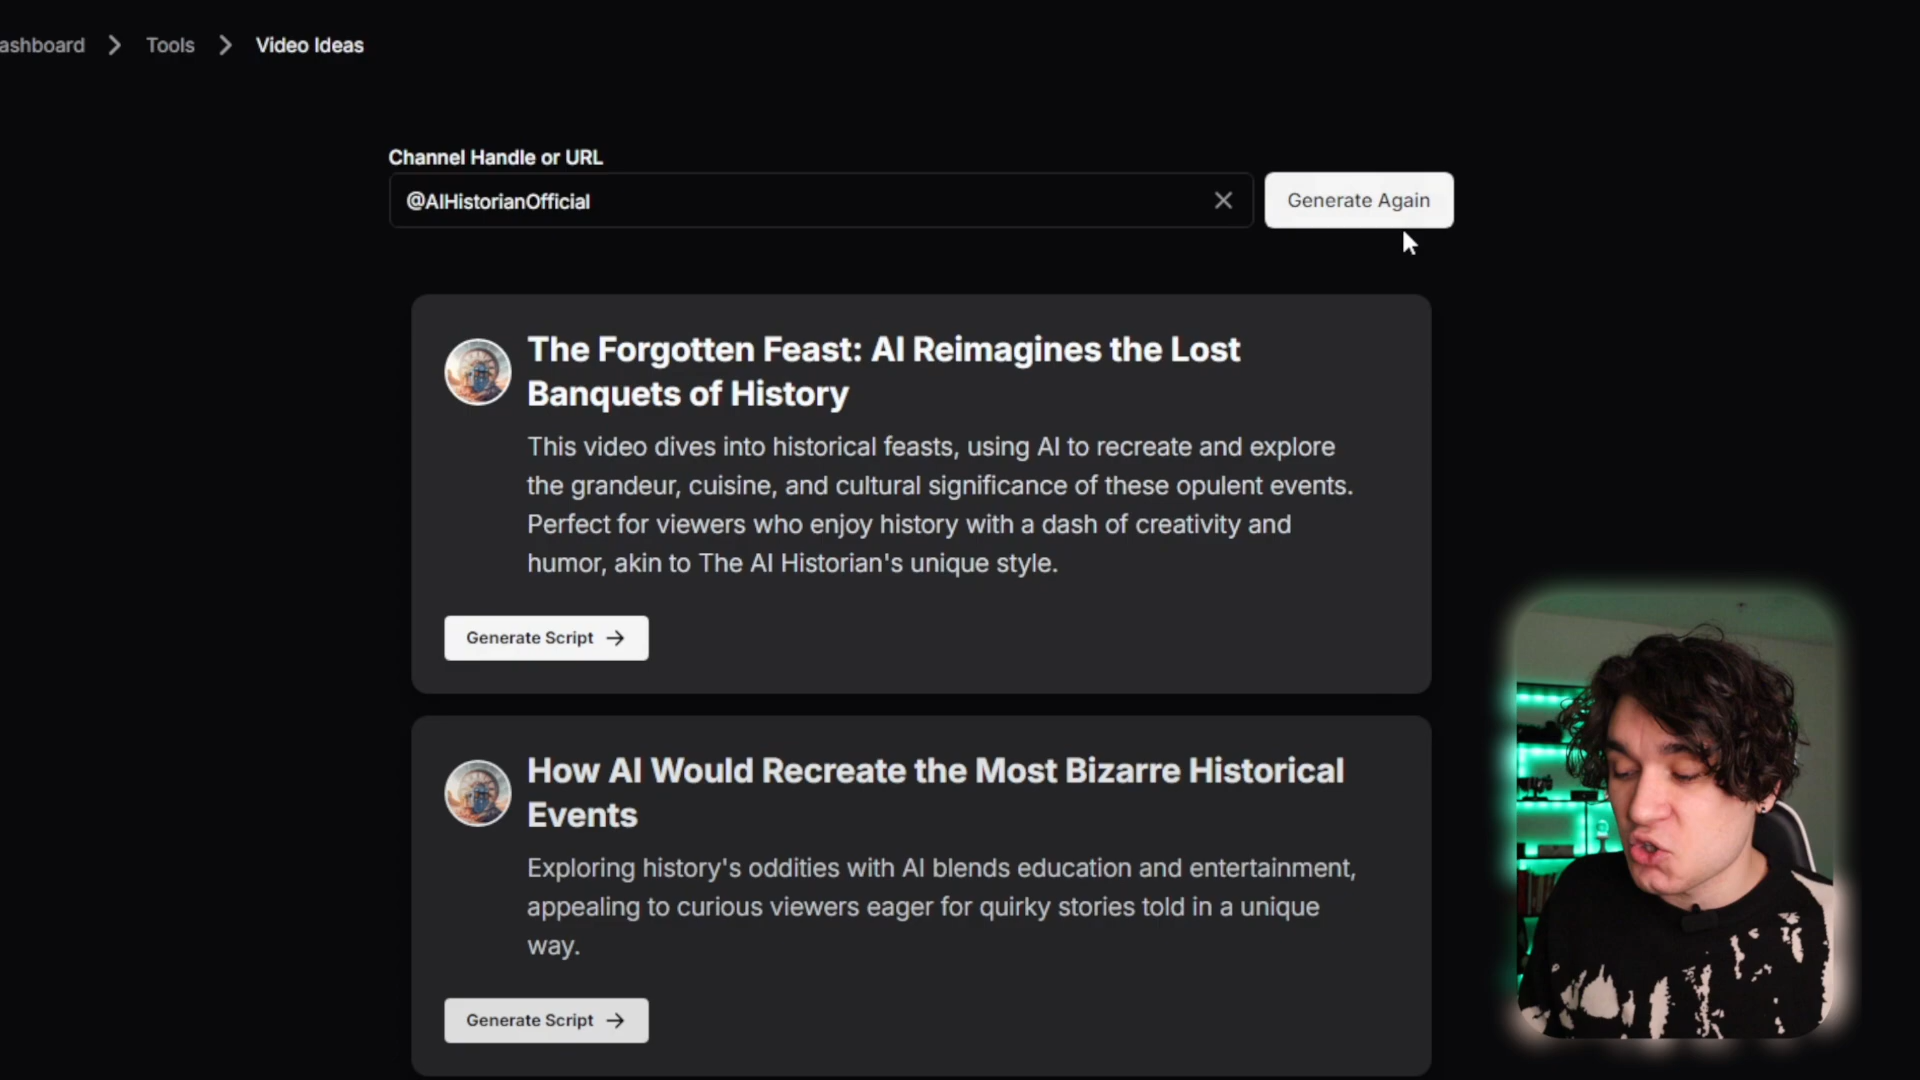 ashboard > Tools > Video Ideas
Channel Handle or URL
@AIHistorianOfficial
Generate Again
The Forgotten Feast: AI Reimagines the Lost
Banquets of History
This video dives into historical feasts, using AI to recreate and explore
the grandeur, cuisine, and cultural significance of these opulent events.
Perfect for viewers who enjoy history with a dash of creativity and
humor, akin to The AI Historian's unique style.
Generate Script →
How AI Would Recreate the Most Bizarre Historical
Events
Exploring history's oddities with AI blends education and entertainment,
appealing to curious viewers eager for quirky stories told in a unique
way.
Generate Script →